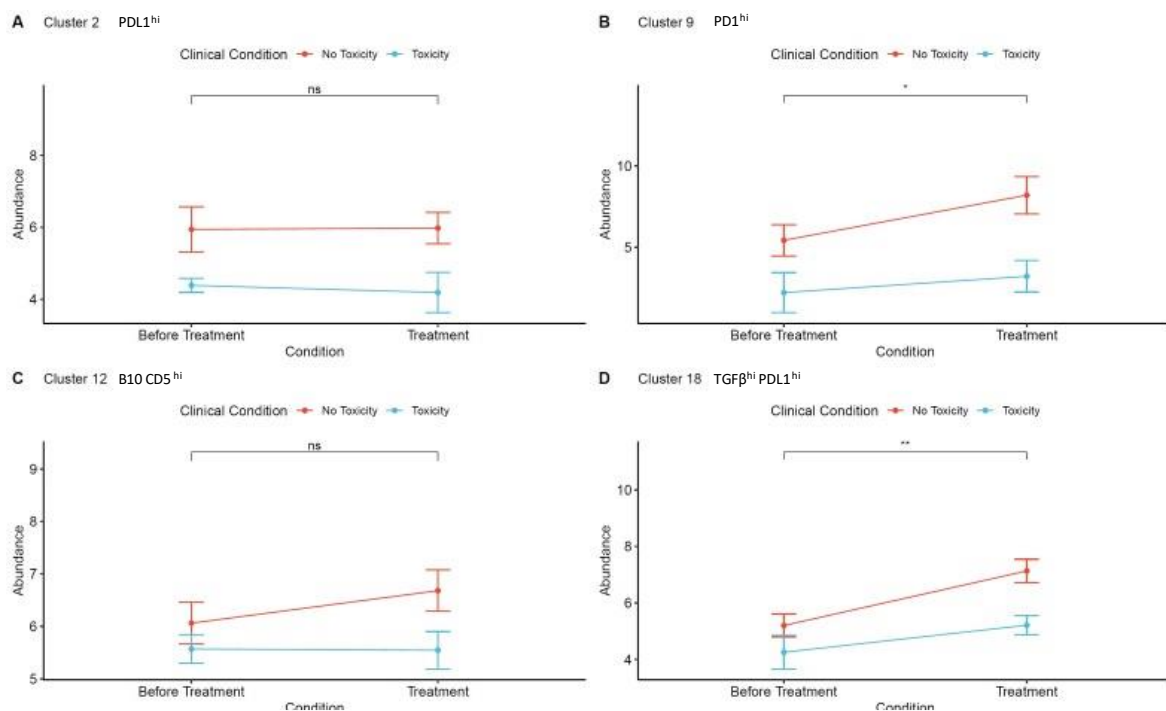 A Cluster 2 PDL1hi
Clinical Condition No Toxicity Toxicity
ns
8
6
4
Abundance
Before Treatment Treatment
Condition
B Cluster 9 PD1hi
Clinical Condition No Toxicity Toxicity
*
10
5
Abundance
Before Treatment Treatment
Condition
C Cluster 12 B10 CD5 hi
Clinical Condition No Toxicity Toxicity
ns
9
8
7
6
5
Abundance
Before Treatment Treatment
Condition
D Cluster 18 TGFβhi PDL1hi
Clinical Condition No Toxicity Toxicity
**
10
8
6
4
Abundance
Before Treatment Treatment
Condition